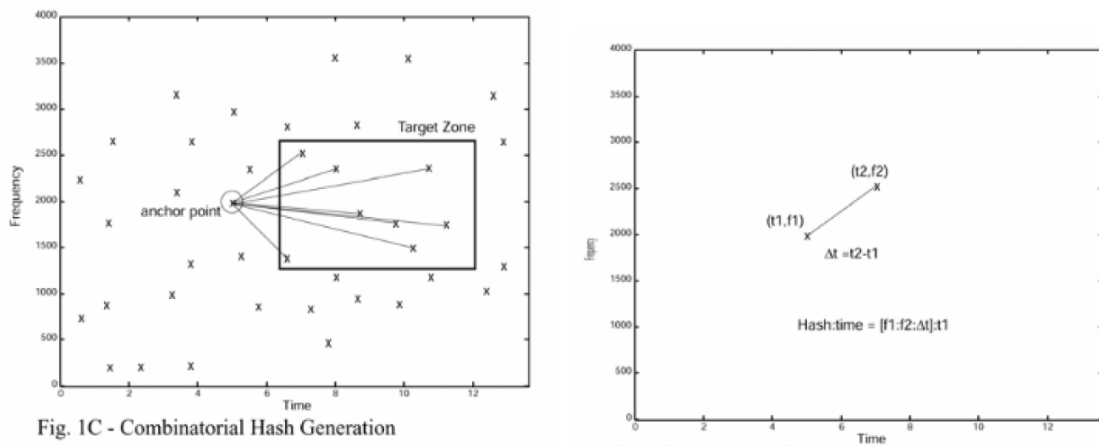 4000
3500
3000
2500
2000
1500
1000
500
0
Frequency
Target Zone
anchor point
0 2 4 6 8 10 12
Time
Fig. 1C - Combinatorial Hash Generation
4000
3500
3000
2500
2000
1500
1000
500
0
Frequency
(t2,f2)
(t1,f1)
Δt =t2-t1
Hash:time = [f1:f2:Δt]:t1
0 2 4 6 8 10 12
Time